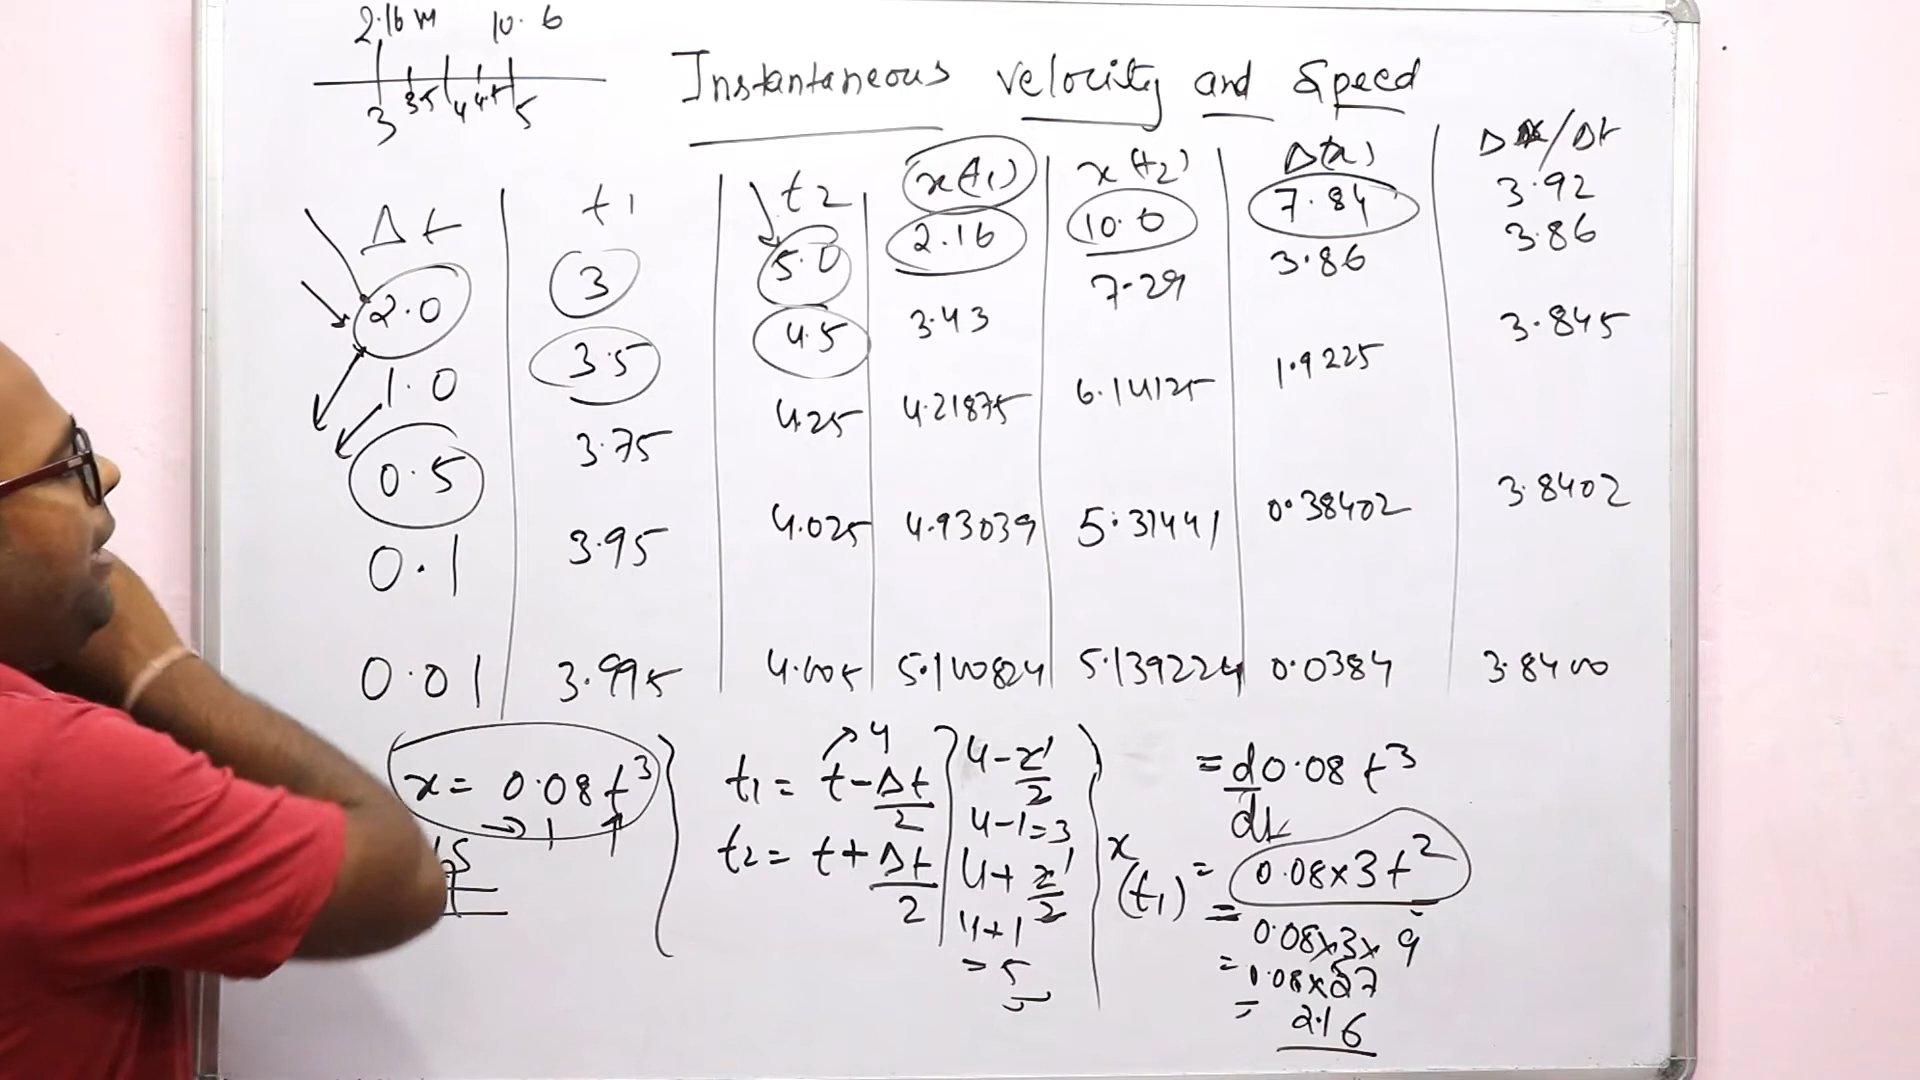 2.16 m 10.0
3 3.5 4 4.5 5
Instantaneous velocity and Speed
Δt t1 t2 x(t1) x(t2) Δ(x) Δx/Δt
2.0 3 5.0 2.16 10.0 7.84 3.92
1.0 3.5 4.5 3.43 7.29 3.86 3.86
0.5 3.75 4.25 4.21875 6.14125 1.9225 3.845
0.1 3.95 4.025 4.93039 5.31441 0.38402 3.8402
0.01 3.995 4.005 5.100824 5.139224 0.0384 3.8400
x = 0.08 t³
t1 = t - Δt/2
t2 = t + Δt/2
4
4 - 2/2
4 - 1 = 3
4 + 2/2
4 + 1
= 5
= d/dt 0.08 t³
x(t1) = 0.08 x 3 t²
= 0.08 x 3 x 9
= 0.08 x 27
= 2.16